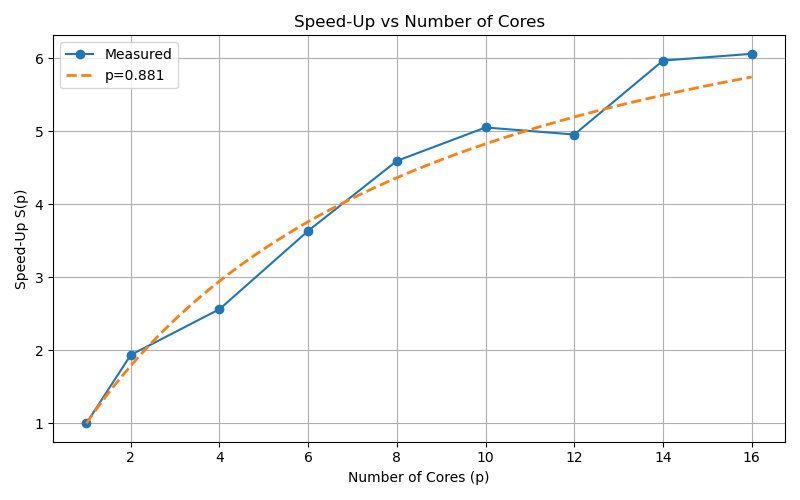 Speed-Up vs Number of Cores
Measured
p=0.881
Speed-Up S(p)
6
5
4
3
2
1
2 4 6 8 10 12 14 16
Number of Cores (p)